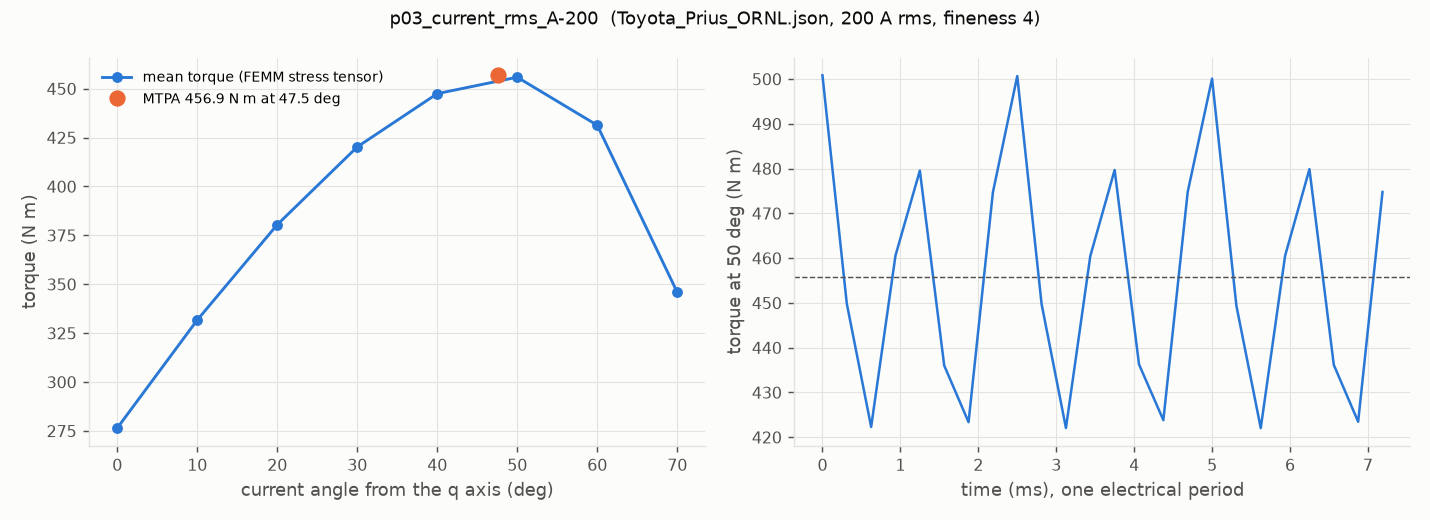 p03_current_rms_A-200  (Toyota_Prius_ORNL.json, 200 A rms, fineness 4)
mean torque (FEMM stress tensor)
MTPA 456.9 N m at 47.5 deg
torque (N m)
450
425
400
375
350
325
300
275
0 10 20 30 40 50 60 70
current angle from the q axis (deg)
torque at 50 deg (N m)
500
490
480
470
460
450
440
430
420
0 1 2 3 4 5 6 7
time (ms), one electrical period